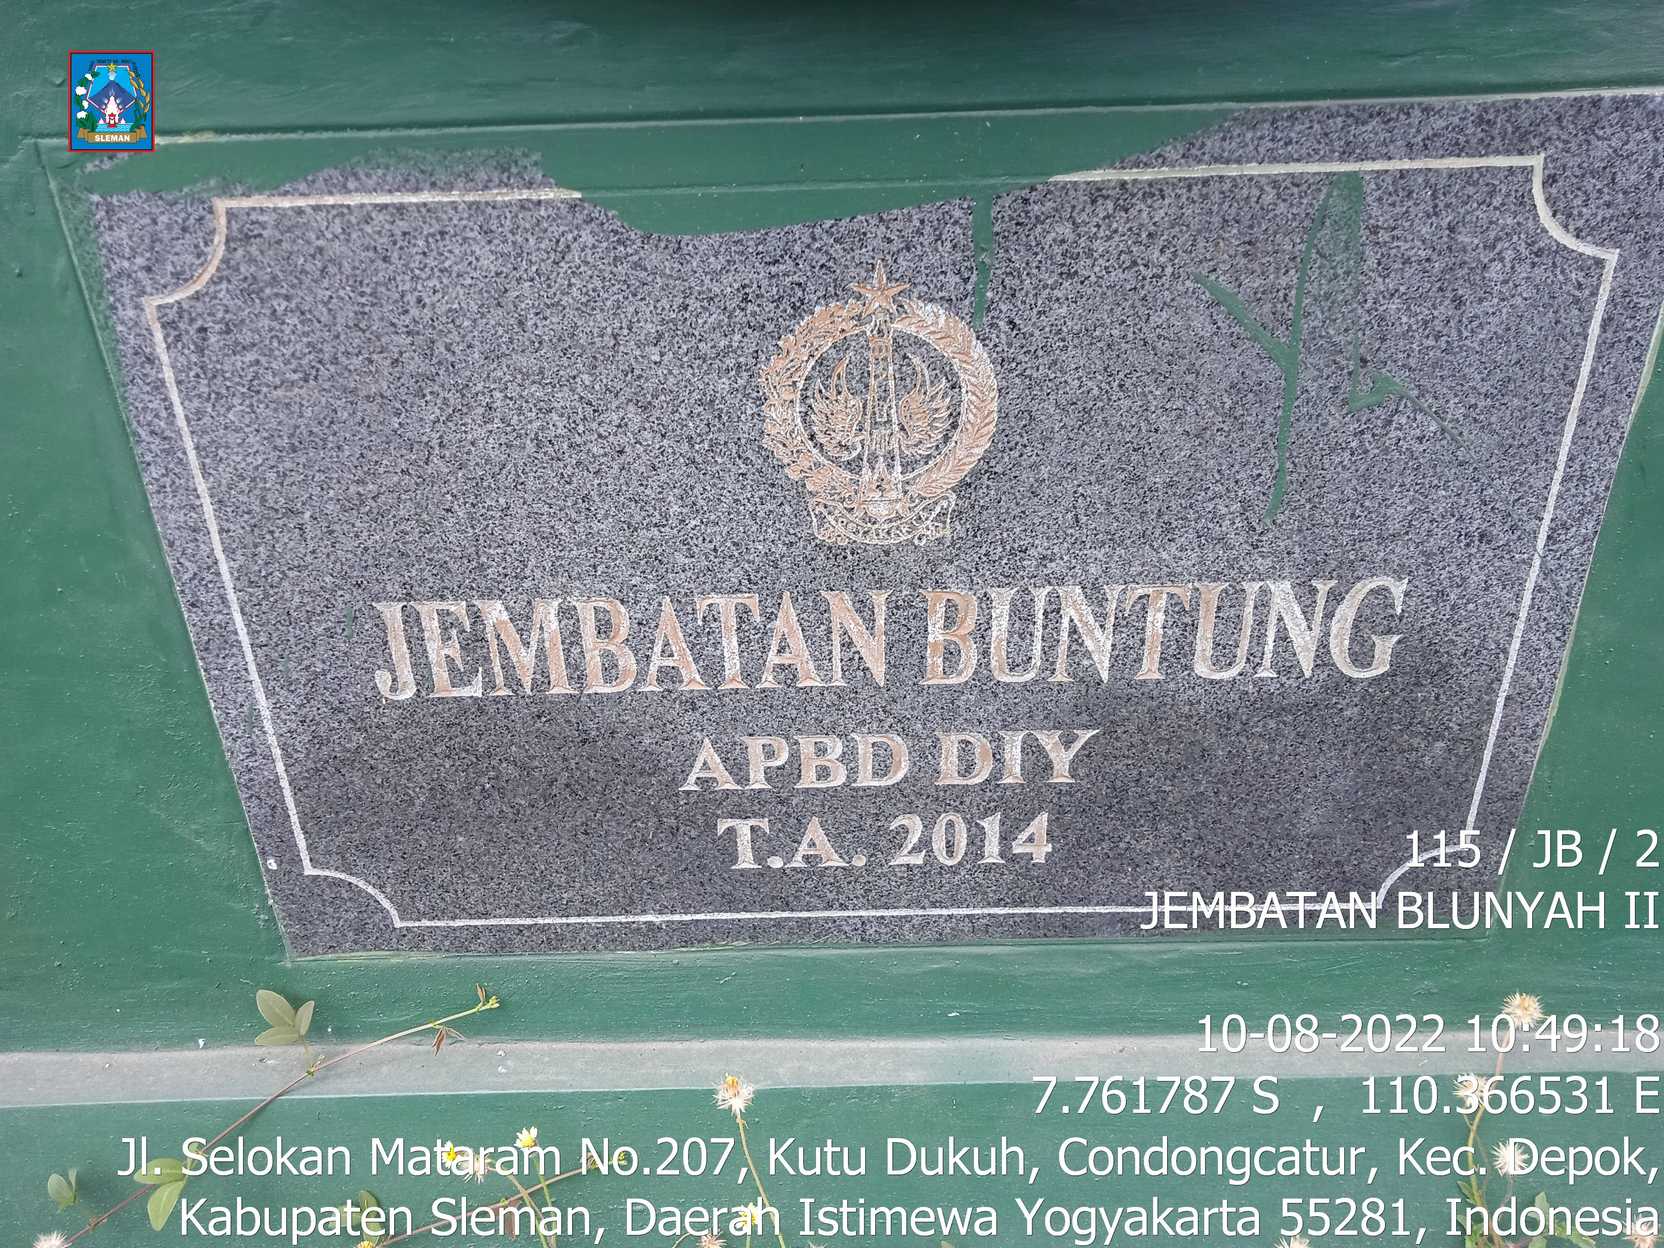 SLEMAN
JEMBATAN BUNTUNG
APBD DIY
T.A. 2014
115 / JB / 2
JEMBATAN BLUNYAH II
10-08-2022 10:49:18
7.761787 S , 110.366531 E
Jl. Selokan Mataram No.207, Kutu Dukuh, Condongcatur, Kec. Depok,
Kabupaten Sleman, Daerah Istimewa Yogyakarta 55281, Indonesia